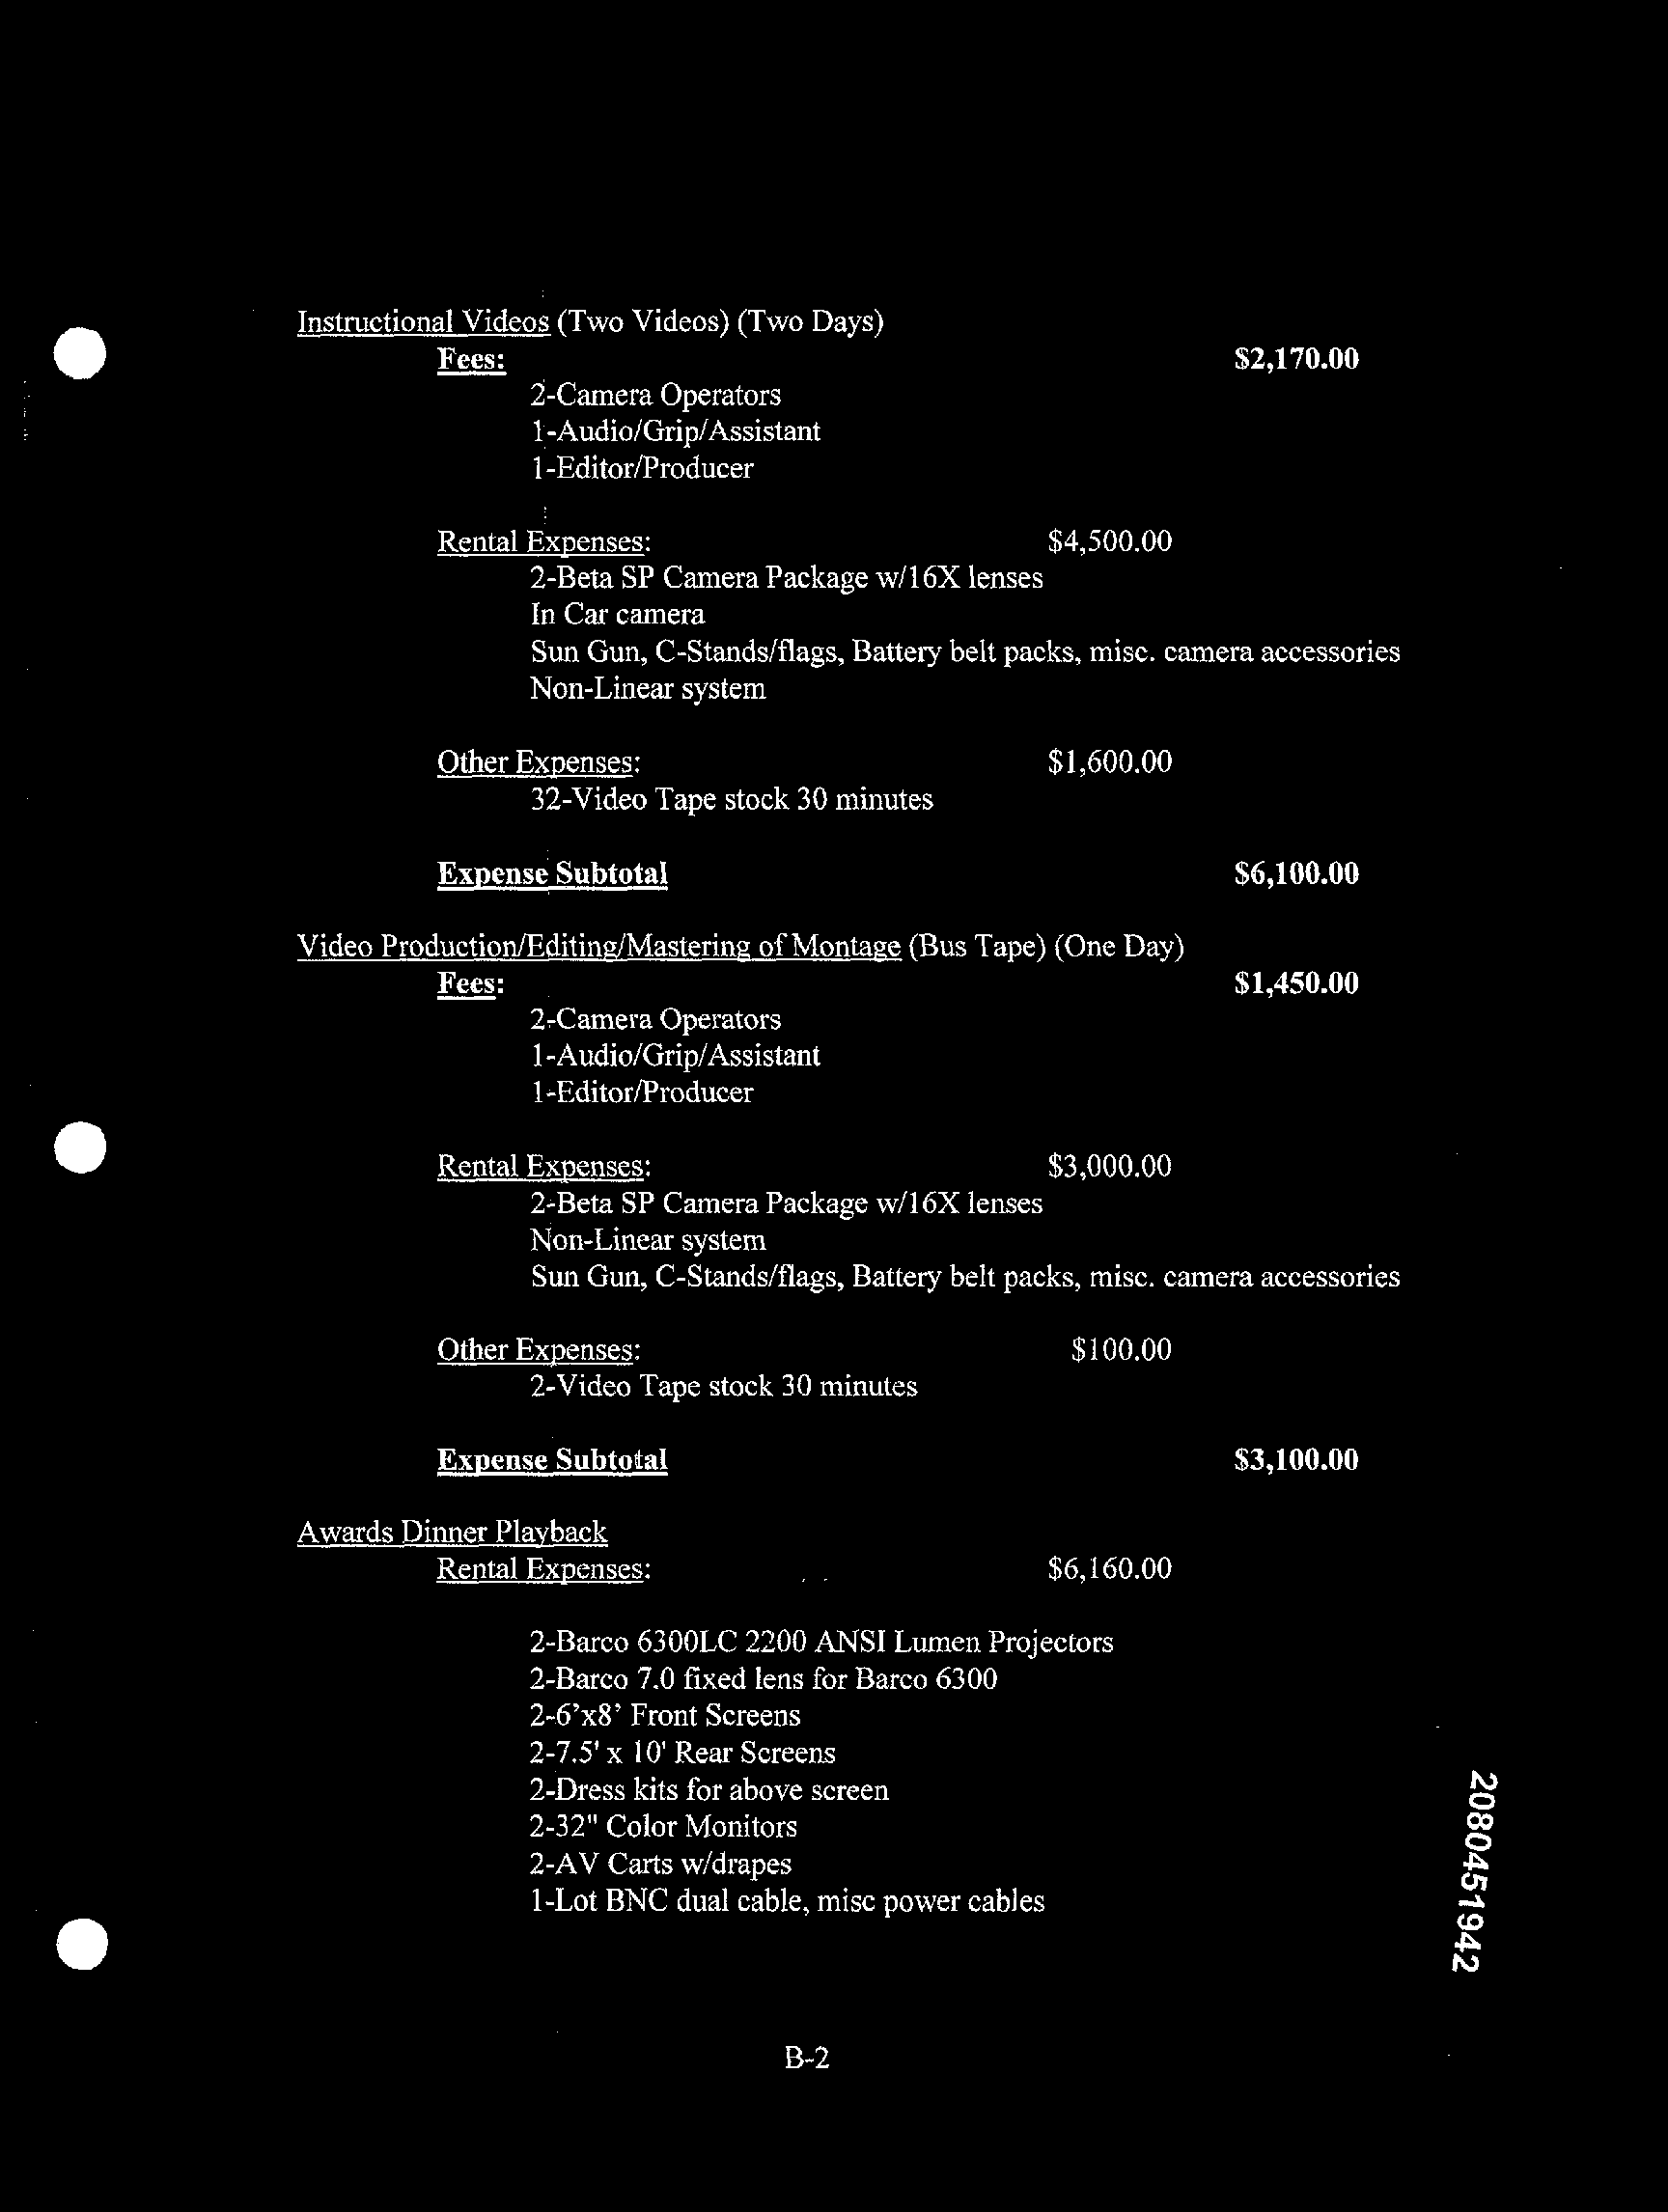 Instructional Videos (Two Videos) (Two Days)
Fees: $2,170.00
2-Camera Operators
1-Audio/Grip/Assistant
1-Editor/Producer
Rental Expenses: $4,500.00
2-Beta SP Camera Package w/16X lenses
In Car camera
Sun Gun, C-Stands/flags, Battery belt packs, misc. camera accessories
Non-Linear system
Other Expenses: $1,600.00
32-Video Tape stock 30 minutes
Expense Subtotal $6,100.00
Video Production/Editing/Mastering of Montage (Bus Tape) (One Day)
Fees: $1,450.00
2-Camera Operators
1-Audio/Grip/Assistant
1-Editor/Producer
Rental Expenses: $3,000.00
2-Beta SP Camera Package w/16X lenses
Non-Linear system
Sun Gun, C-Stands/flags, Battery belt packs, misc. camera accessories
Other Expenses: $100.00
2-Video Tape stock 30 minutes
Expense Subtotal $3,100.00
Awards Dinner Playback
Rental Expenses: $6,160.00
2-Barco 6300LC 2200 ANSI Lumen Projectors
2-Barco 7.0 fixed lens for Barco 6300
2-6’x8’ Front Screens
2-7.5' x 10' Rear Screens
2-Dress kits for above screen
2-32" Color Monitors
2-AV Carts w/drapes
1-Lot BNC dual cable, misc power cables
2080451942
B-2